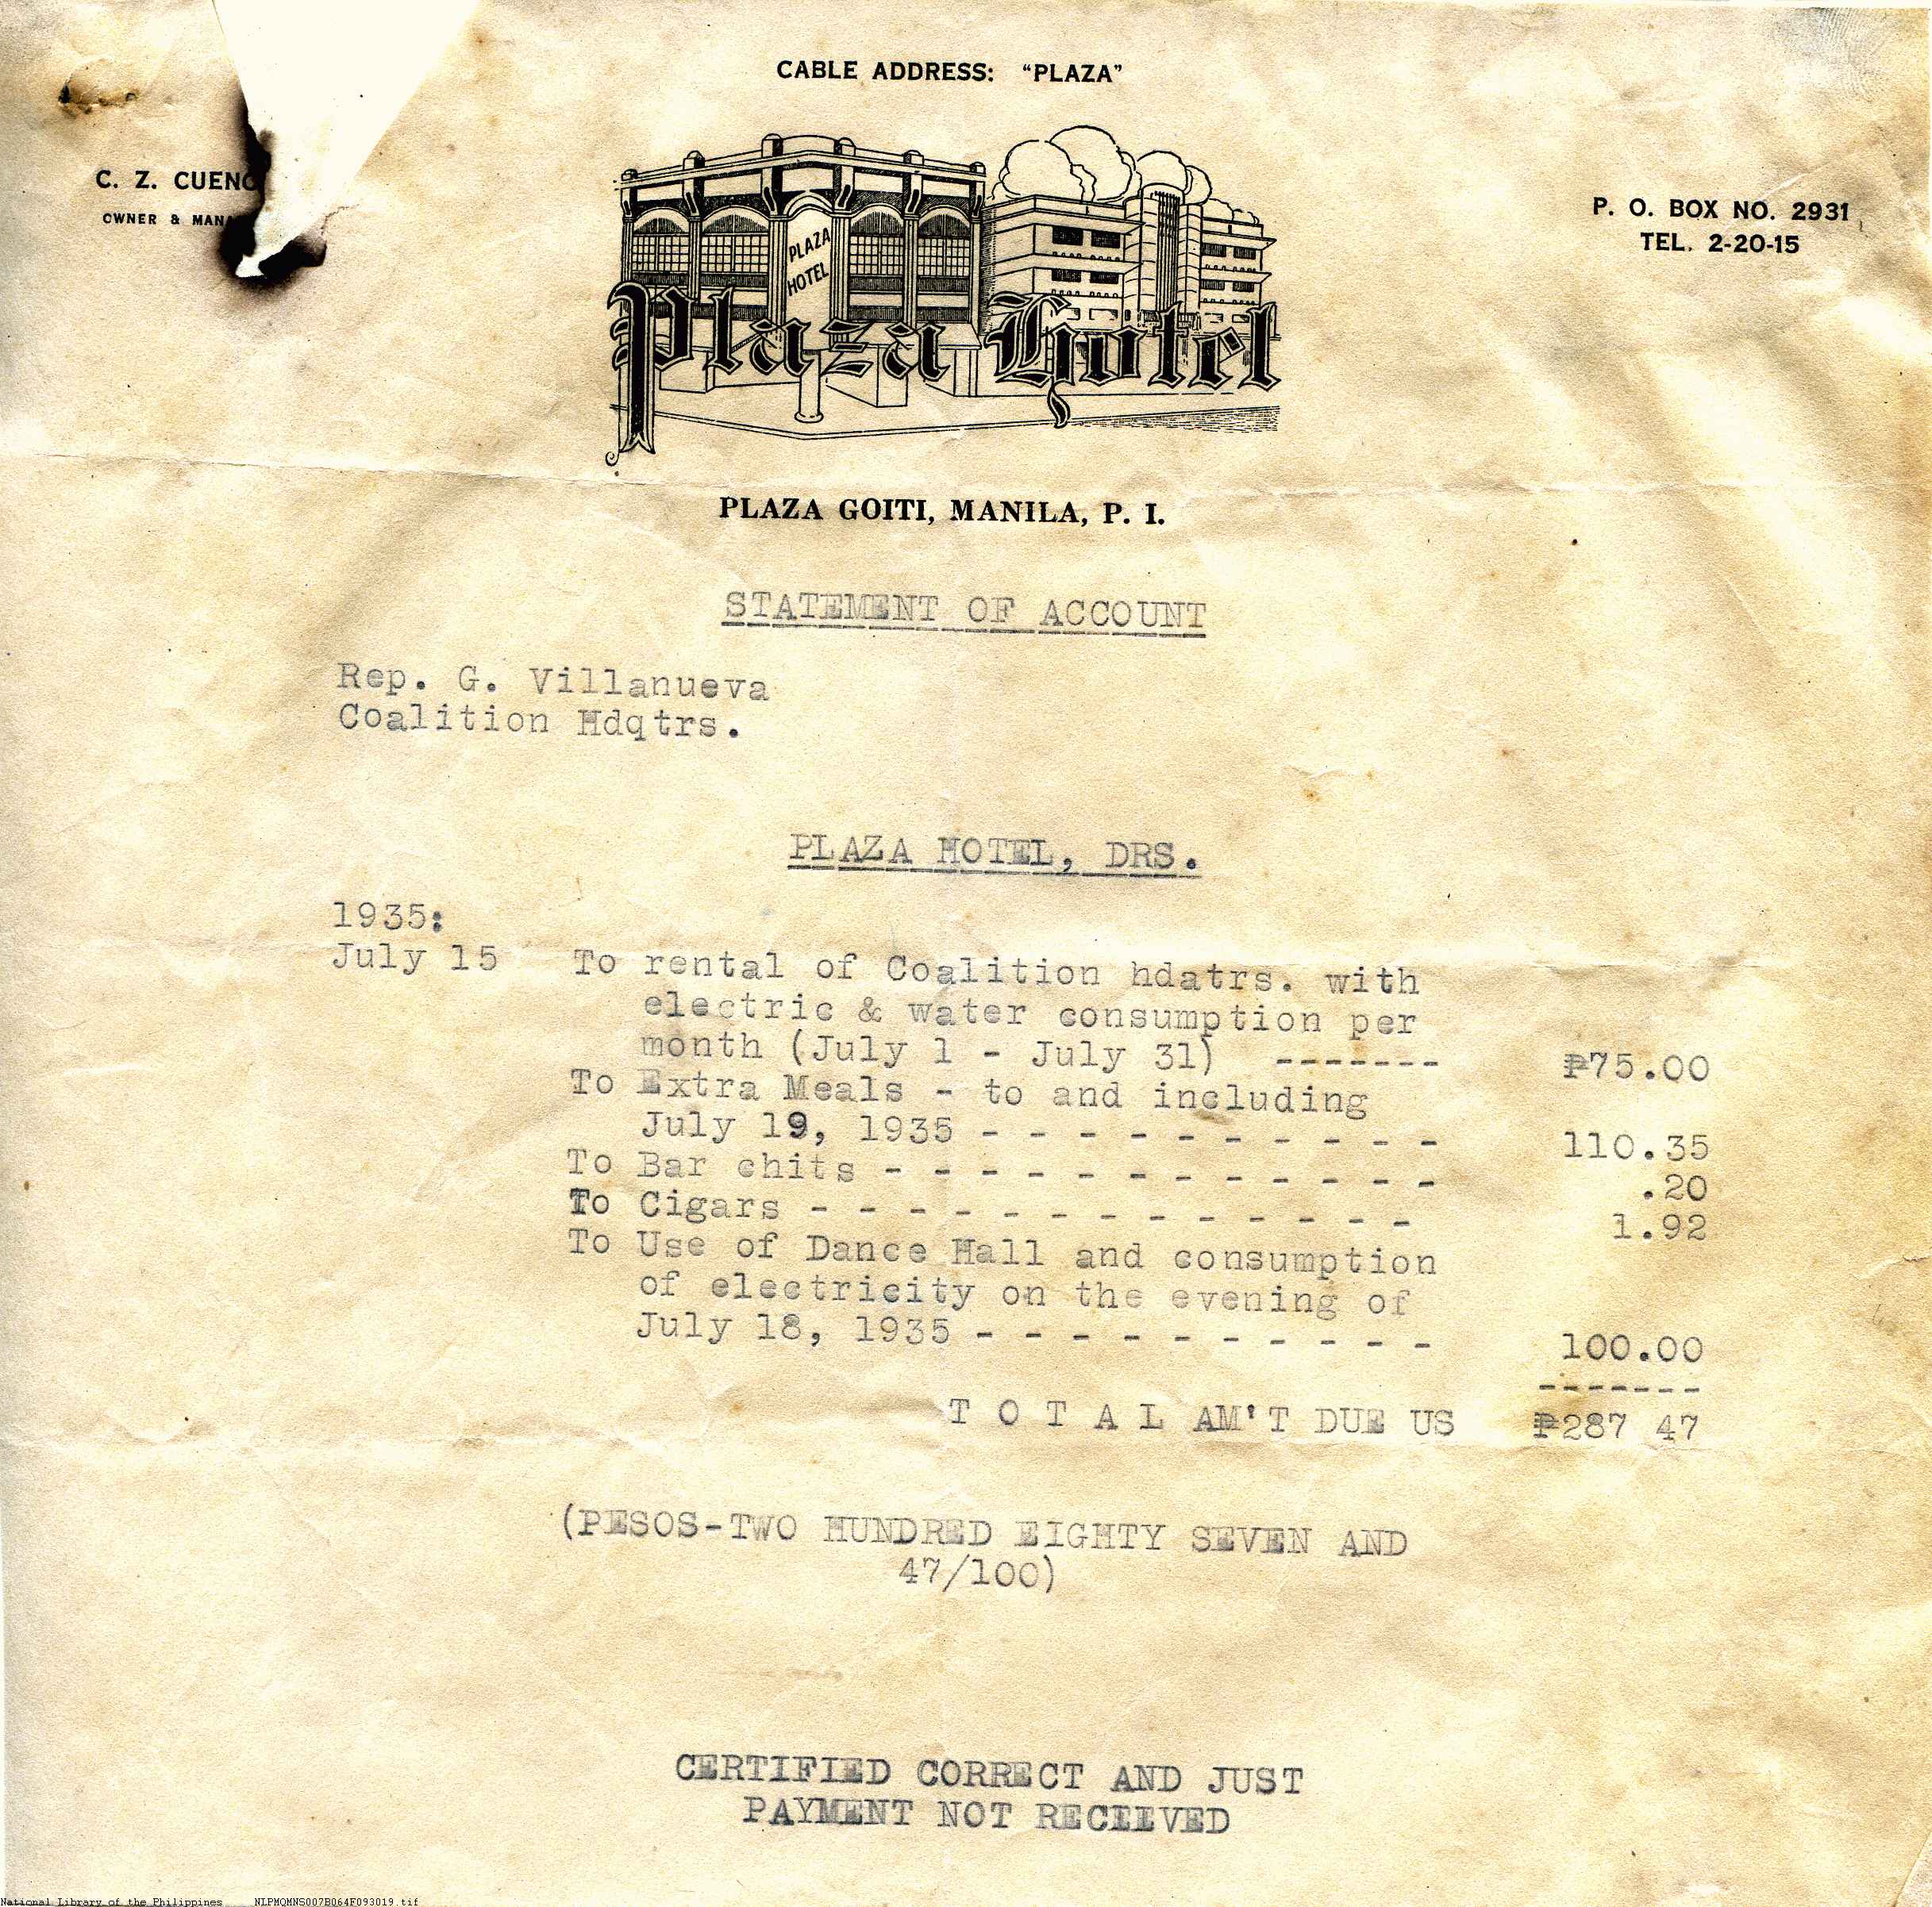 CABLE ADDRESS: "PLAZA"
C. Z. CUENC
OWNER & MANA
P. O. BOX NO. 2931
TEL. 2-20-15
PLAZA
HOTEL
Plaza Hotel
PLAZA GOITI, MANILA, P. I.
STATEMENT OF ACCOUNT
Rep. G. Villanueva
Coalition Hdqtrs.
PLAZA HOTEL, DRS.
1935:
July 15 To rental of Coalition hdatrs. with
electric & water consumption per
month (July 1 - July 31) ------- ₱75.00
To Extra Meals - to and including
July 19, 1935 - - - - - - - - - - 110.35
To Bar chits - - - - - - - - - - - - .20
To Cigars - - - - - - - - - - - - - 1.92
To Use of Dance Hall and consumption
of electricity on the evening of
July 18, 1935 - - - - - - - - - - 100.00
-------
T O T A L AM'T DUE US ₱287 47
(PESOS-TWO HUNDRED EIGHTY SEVEN AND
47/100)
CERTIFIED CORRECT AND JUST
PAYMENT NOT RECIEVED
National Library of the Philippines NLPMQMNS007B064F093019.tif